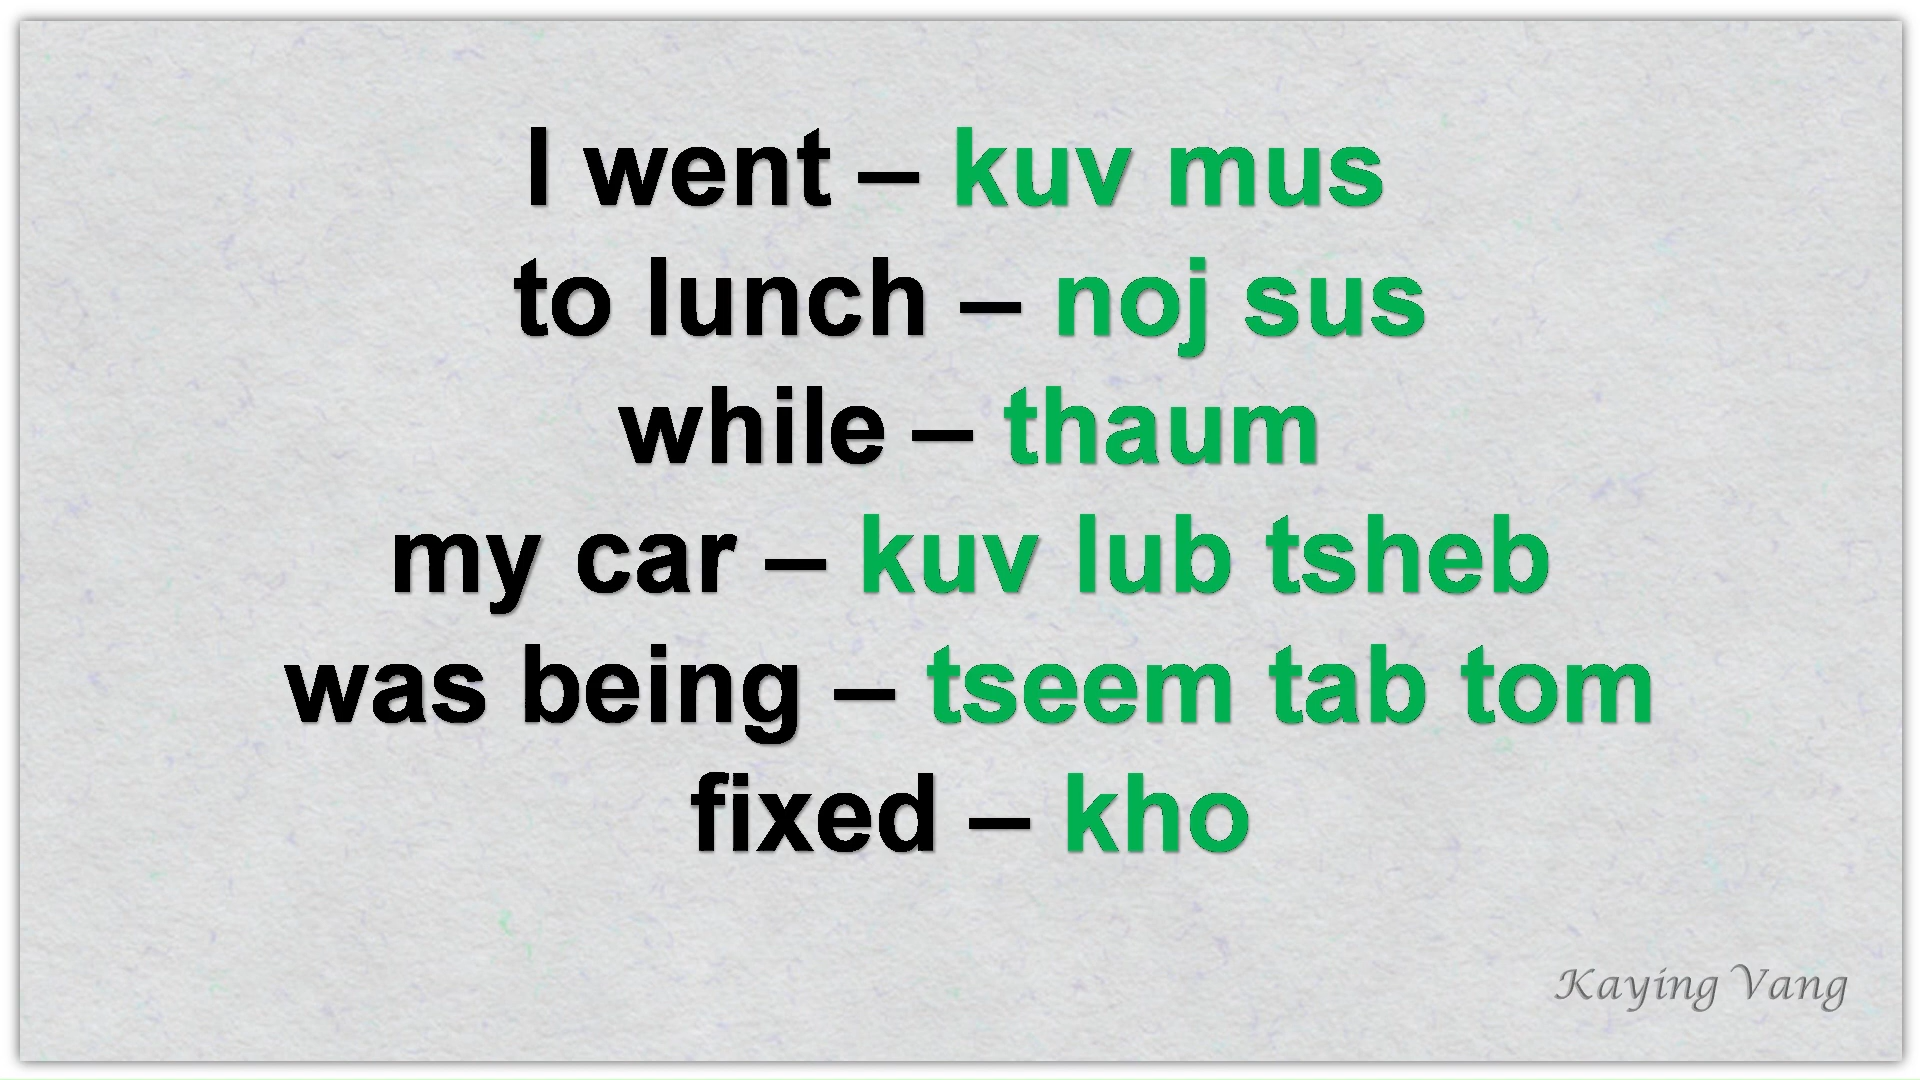 I went – kuv mus
to lunch – noj sus
while – thaum
my car – kuv lub tsheb
was being – tseem tab tom
fixed – kho
Kaying Vang